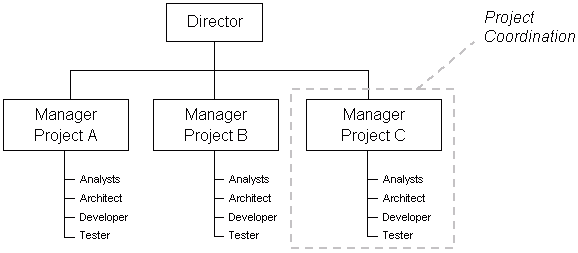 Director
Project
Coordination
Manager
Project A
Manager
Project B
Manager
Project C
Analysts
Architect
Developer
Tester
Analysts
Architect
Developer
Tester
Analysts
Architect
Developer
Tester